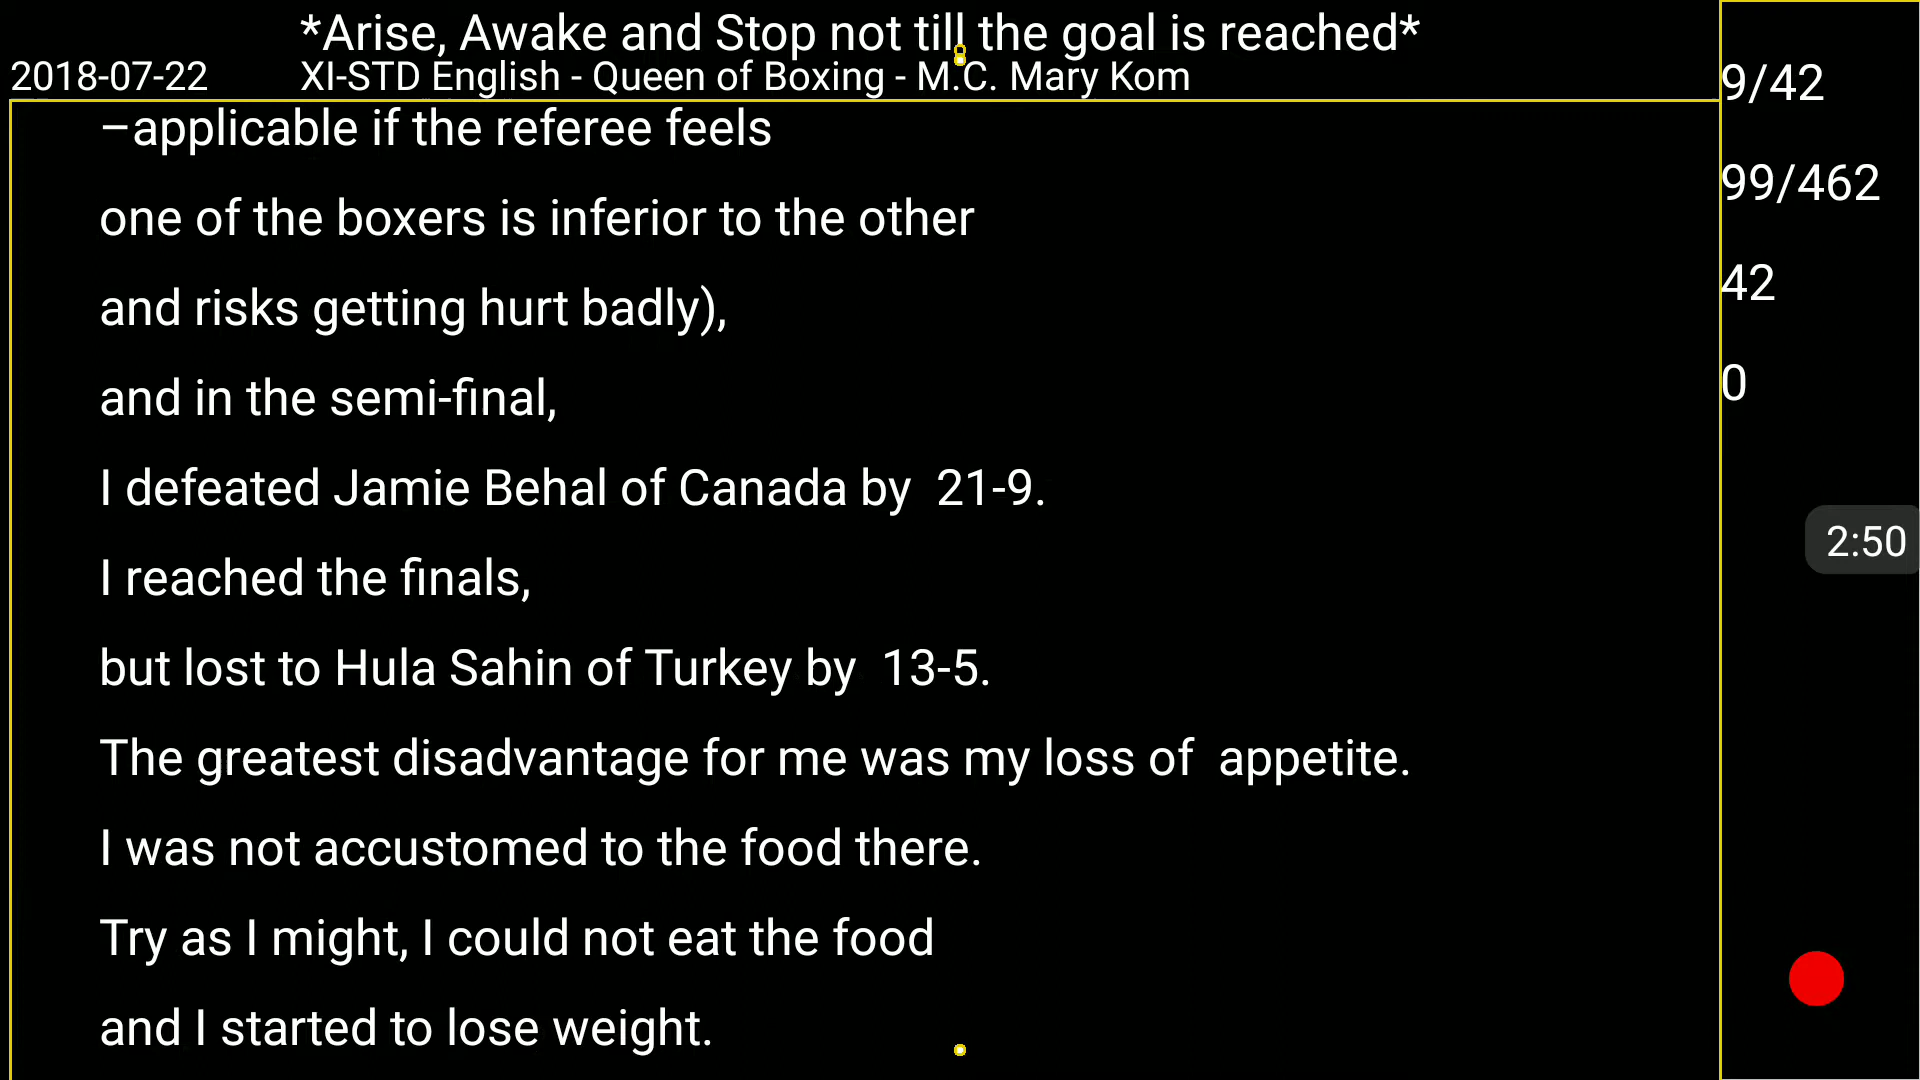 *Arise, Awake and Stop not till the goal is reached*
2018-07-22 XI-STD English - Queen of Boxing - M.C. Mary Kom
9/42
–applicable if the referee feels
99/462
one of the boxers is inferior to the other
42
and risks getting hurt badly),
0
and in the semi-final,
I defeated Jamie Behal of Canada by  21-9.
2:50
I reached the finals,
but lost to Hula Sahin of Turkey by  13-5.
The greatest disadvantage for me was my loss of  appetite.
I was not accustomed to the food there.
Try as I might, I could not eat the food
and I started to lose weight.